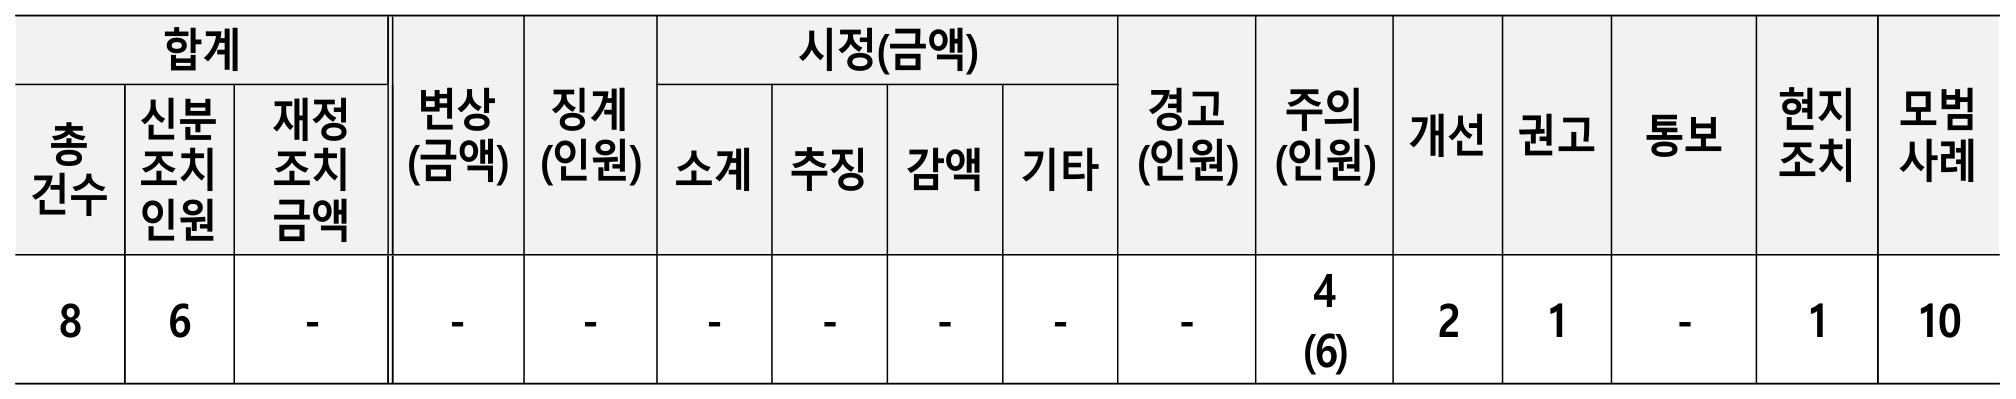 합계
시정(금액)
총
건수
신분
조치
인원
재정
조치
금액
변상
(금액)
징계
(인원)
소계
추징
감액
기타
경고
(인원)
주의
(인원)
개선
권고
통보
현지
조치
모범
사례
8
6
-
-
-
-
-
-
-
-
4
(6)
2
1
-
1
10